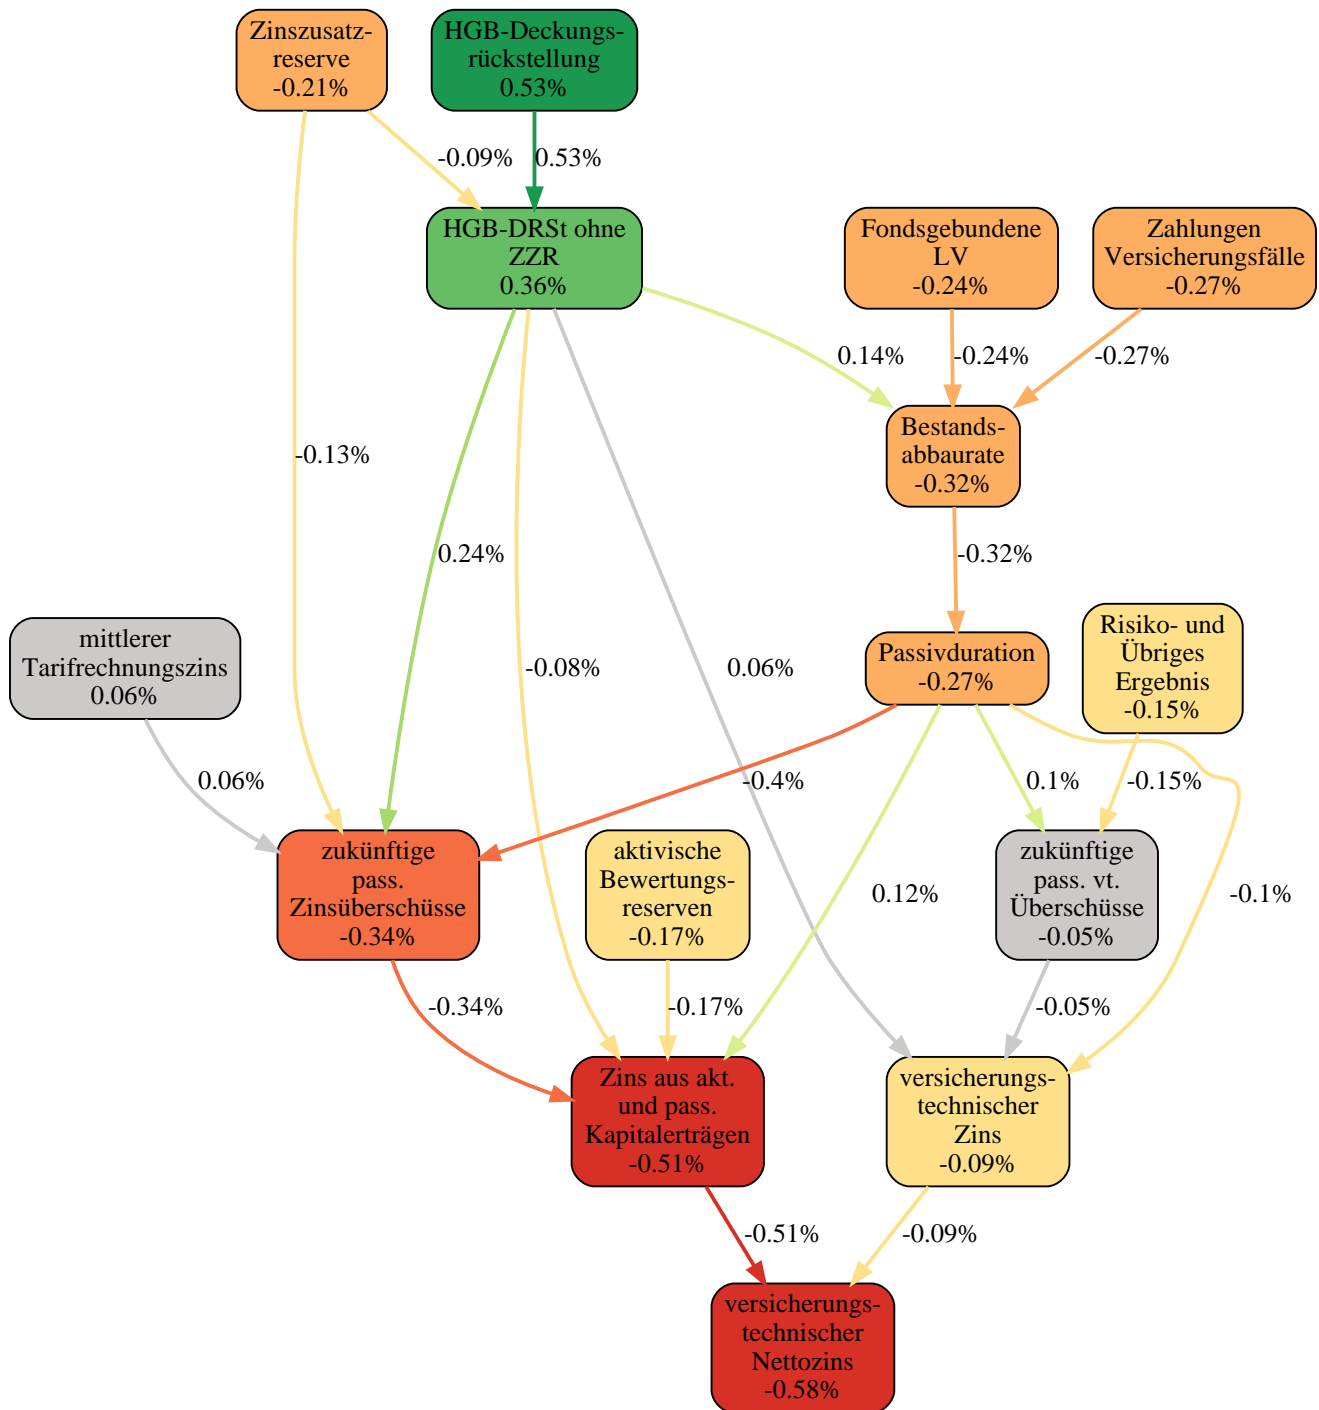 Zinszusatz-
reserve
-0.21%
HGB-Deckungs-
rückstellung
0.53%
-0.09%
0.53%
HGB-DRSt ohne
ZZR
0.36%
Fondsgebundene
LV
-0.24%
Zahlungen
Versicherungsfälle
-0.27%
0.14%
-0.24%
-0.27%
Bestands-
abbaurate
-0.32%
-0.13%
0.24%
-0.32%
mittlerer
Tarifrechnungszins
0.06%
-0.08%
0.06%
Passivduration
-0.27%
Risiko- und
Übriges
Ergebnis
-0.15%
0.06%
-0.4%
0.1%
-0.15%
zukünftige
pass.
Zinsüberschüsse
-0.34%
aktivische
Bewertungs-
reserven
-0.17%
0.12%
zukünftige
pass. vt.
Überschüsse
-0.05%
-0.1%
-0.34%
-0.17%
-0.05%
Zins aus akt.
und pass.
Kapitalerträgen
-0.51%
versicherungs-
technischer
Zins
-0.09%
-0.51%
-0.09%
versicherungs-
technischer
Nettozins
-0.58%